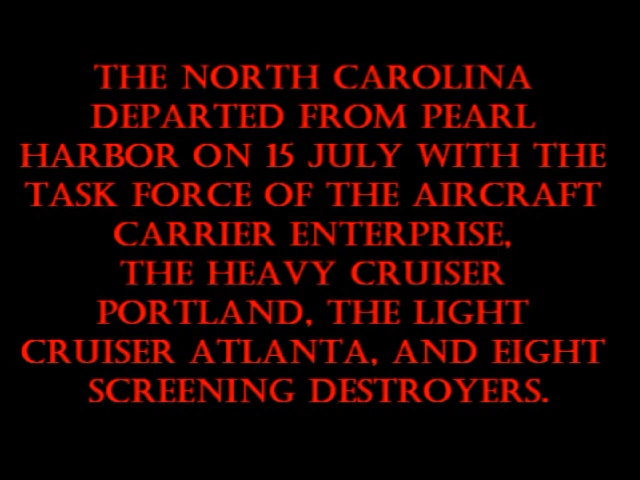 THE NORTH CAROLINA
DEPARTED FROM PEARL
HARBOR ON 15 JULY WITH THE
TASK FORCE OF THE AIRCRAFT
CARRIER ENTERPRISE,
THE HEAVY CRUISER
PORTLAND, THE LIGHT
CRUISER ATLANTA, AND EIGHT
SCREENING DESTROYERS.